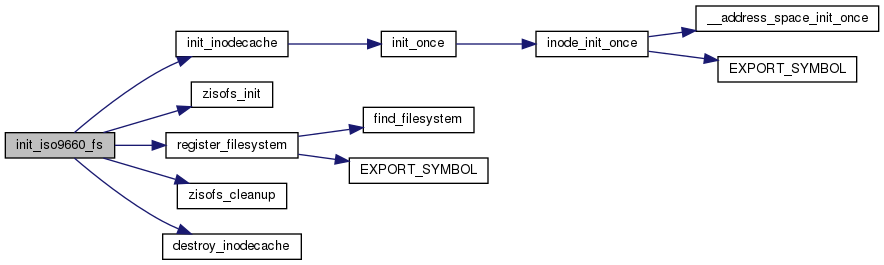 init_iso9660_fs
init_inodecache
zisofs_init
register_filesystem
zisofs_cleanup
destroy_inodecache
init_once
find_filesystem
EXPORT_SYMBOL
inode_init_once
__address_space_init_once
EXPORT_SYMBOL